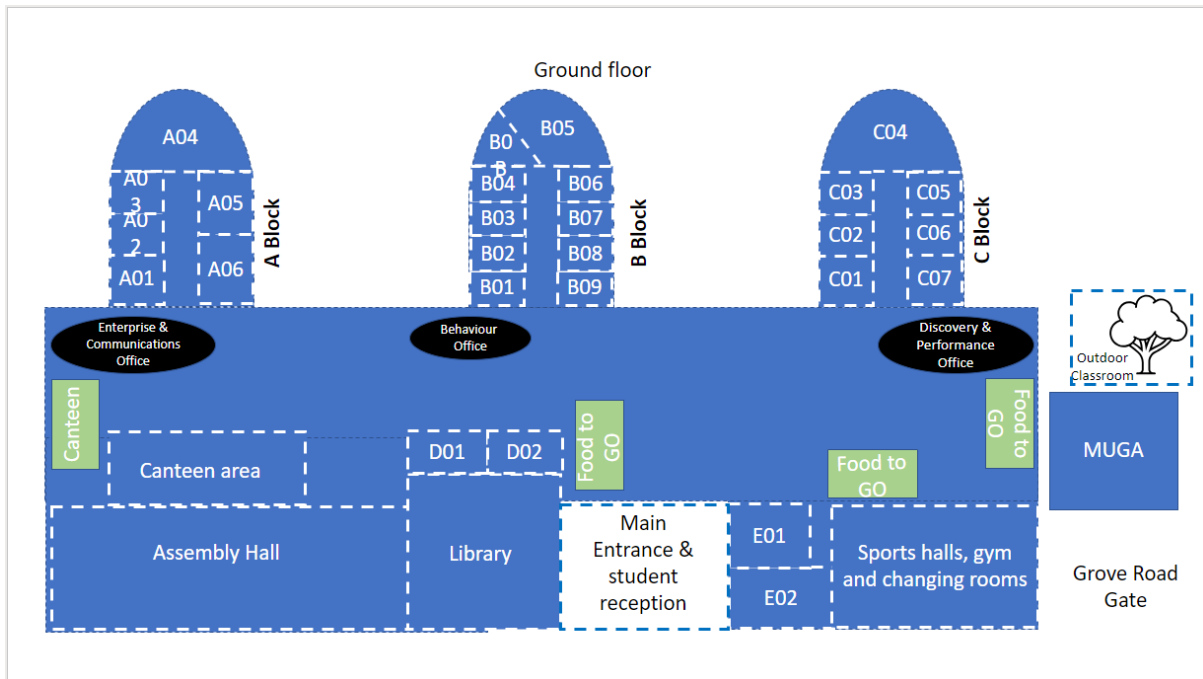 Ground floor
A04
A0
3
A0
2
A01
A05
A06
A Block
B0
B
B05
B04
B03
B02
B01
B06
B07
B08
B09
B Block
C04
C03
C02
C01
C05
C06
C07
C Block
Enterprise &
Communications
Office
Behaviour
Office
Discovery &
Performance
Office
Outdoor
Classroom
Canteen
Canteen area
D01
D02
Food to
GO
Food to
GO
Food to
GO
MUGA
Assembly Hall
Library
Main
Entrance &
student
reception
E01
E02
Sports halls, gym
and changing rooms
Grove Road
Gate